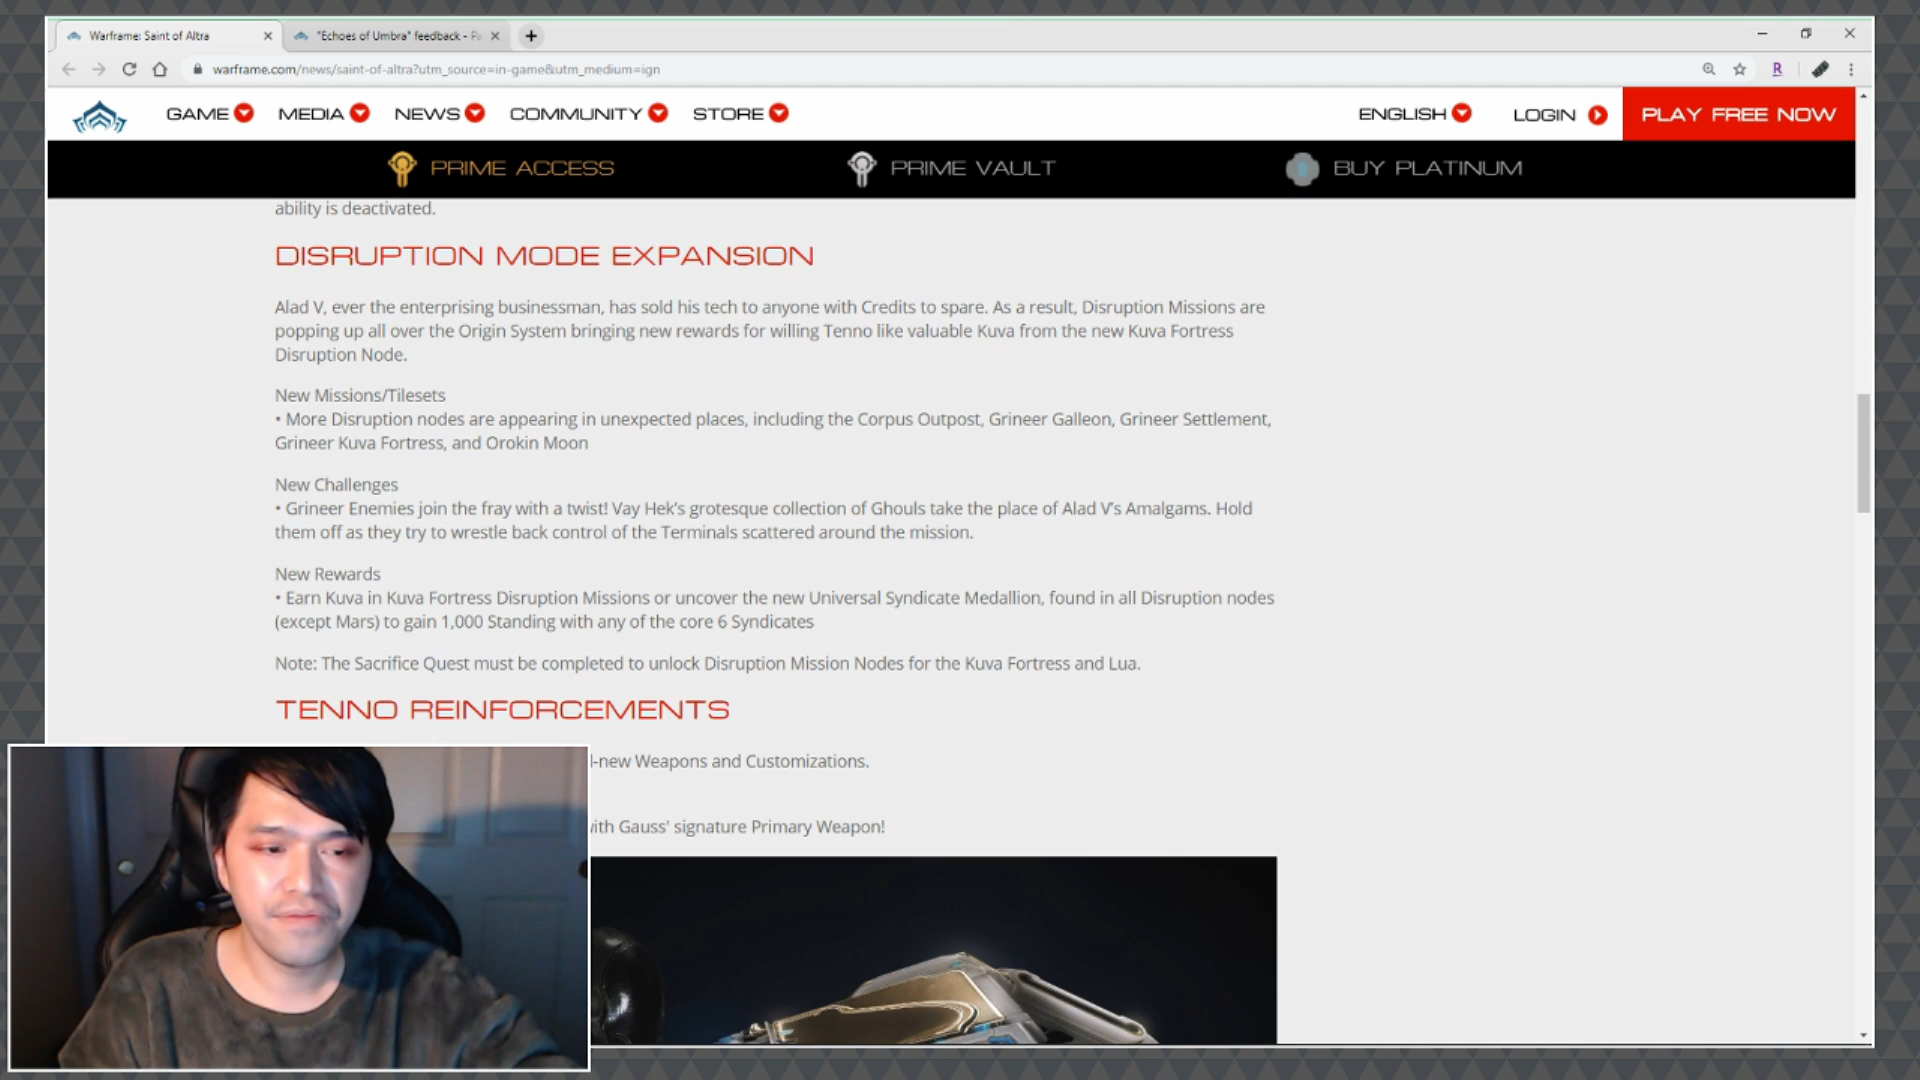 Warframe: Saint of Altra
"Echoes of Umbra" feedback - Pa
warframe.com/news/saint-of-altra?utm_source=in-game&utm_medium=ign
R
GAME MEDIA NEWS COMMUNITY STORE ENGLISH LOGIN PLAY FREE NOW
PRIME ACCESS PRIME VAULT BUY PLATINUM
ability is deactivated.
DISRUPTION MODE EXPANSION
Alad V, ever the enterprising businessman, has sold his tech to anyone with Credits to spare. As a result, Disruption Missions are
popping up all over the Origin System bringing new rewards for willing Tenno like valuable Kuva from the new Kuva Fortress
Disruption Node.
New Missions/Tilesets
• More Disruption nodes are appearing in unexpected places, including the Corpus Outpost, Grineer Galleon, Grineer Settlement,
Grineer Kuva Fortress, and Orokin Moon
New Challenges
• Grineer Enemies join the fray with a twist! Vay Hek's grotesque collection of Ghouls take the place of Alad V's Amalgams. Hold
them off as they try to wrestle back control of the Terminals scattered around the mission.
New Rewards
• Earn Kuva in Kuva Fortress Disruption Missions or uncover the new Universal Syndicate Medallion, found in all Disruption nodes
(except Mars) to gain 1,000 Standing with any of the core 6 Syndicates
Note: The Sacrifice Quest must be completed to unlock Disruption Mission Nodes for the Kuva Fortress and Lua.
TENNO REINFORCEMENTS
l-new Weapons and Customizations.
ith Gauss' signature Primary Weapon!